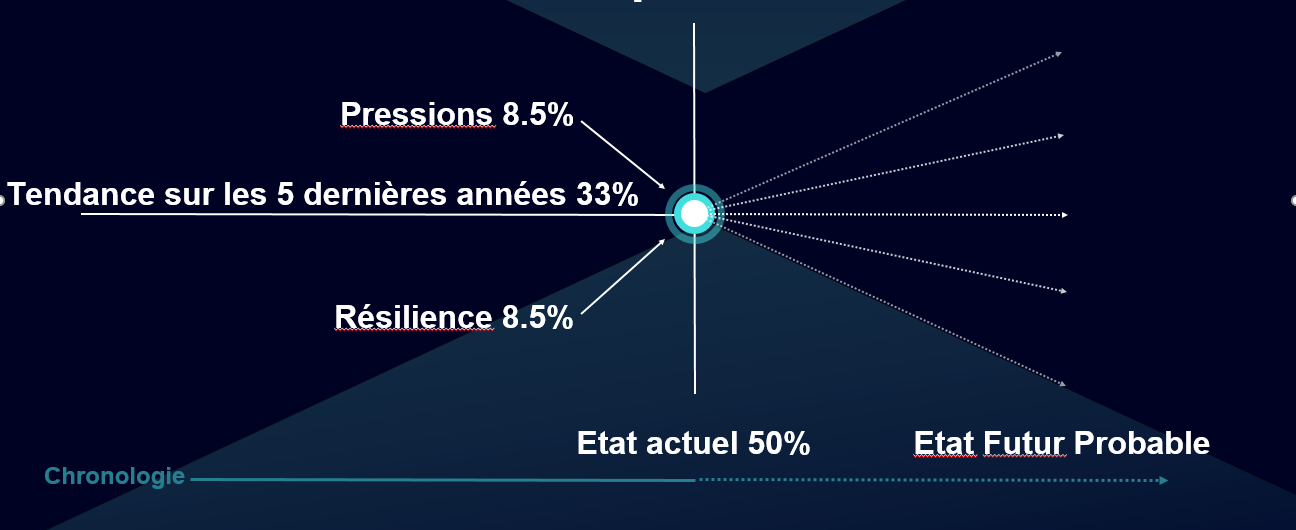 Pressions 8.5%
Tendance sur les 5 dernières années 33%
Résilience 8.5%
Etat actuel 50%
Etat Futur Probable
Chronologie